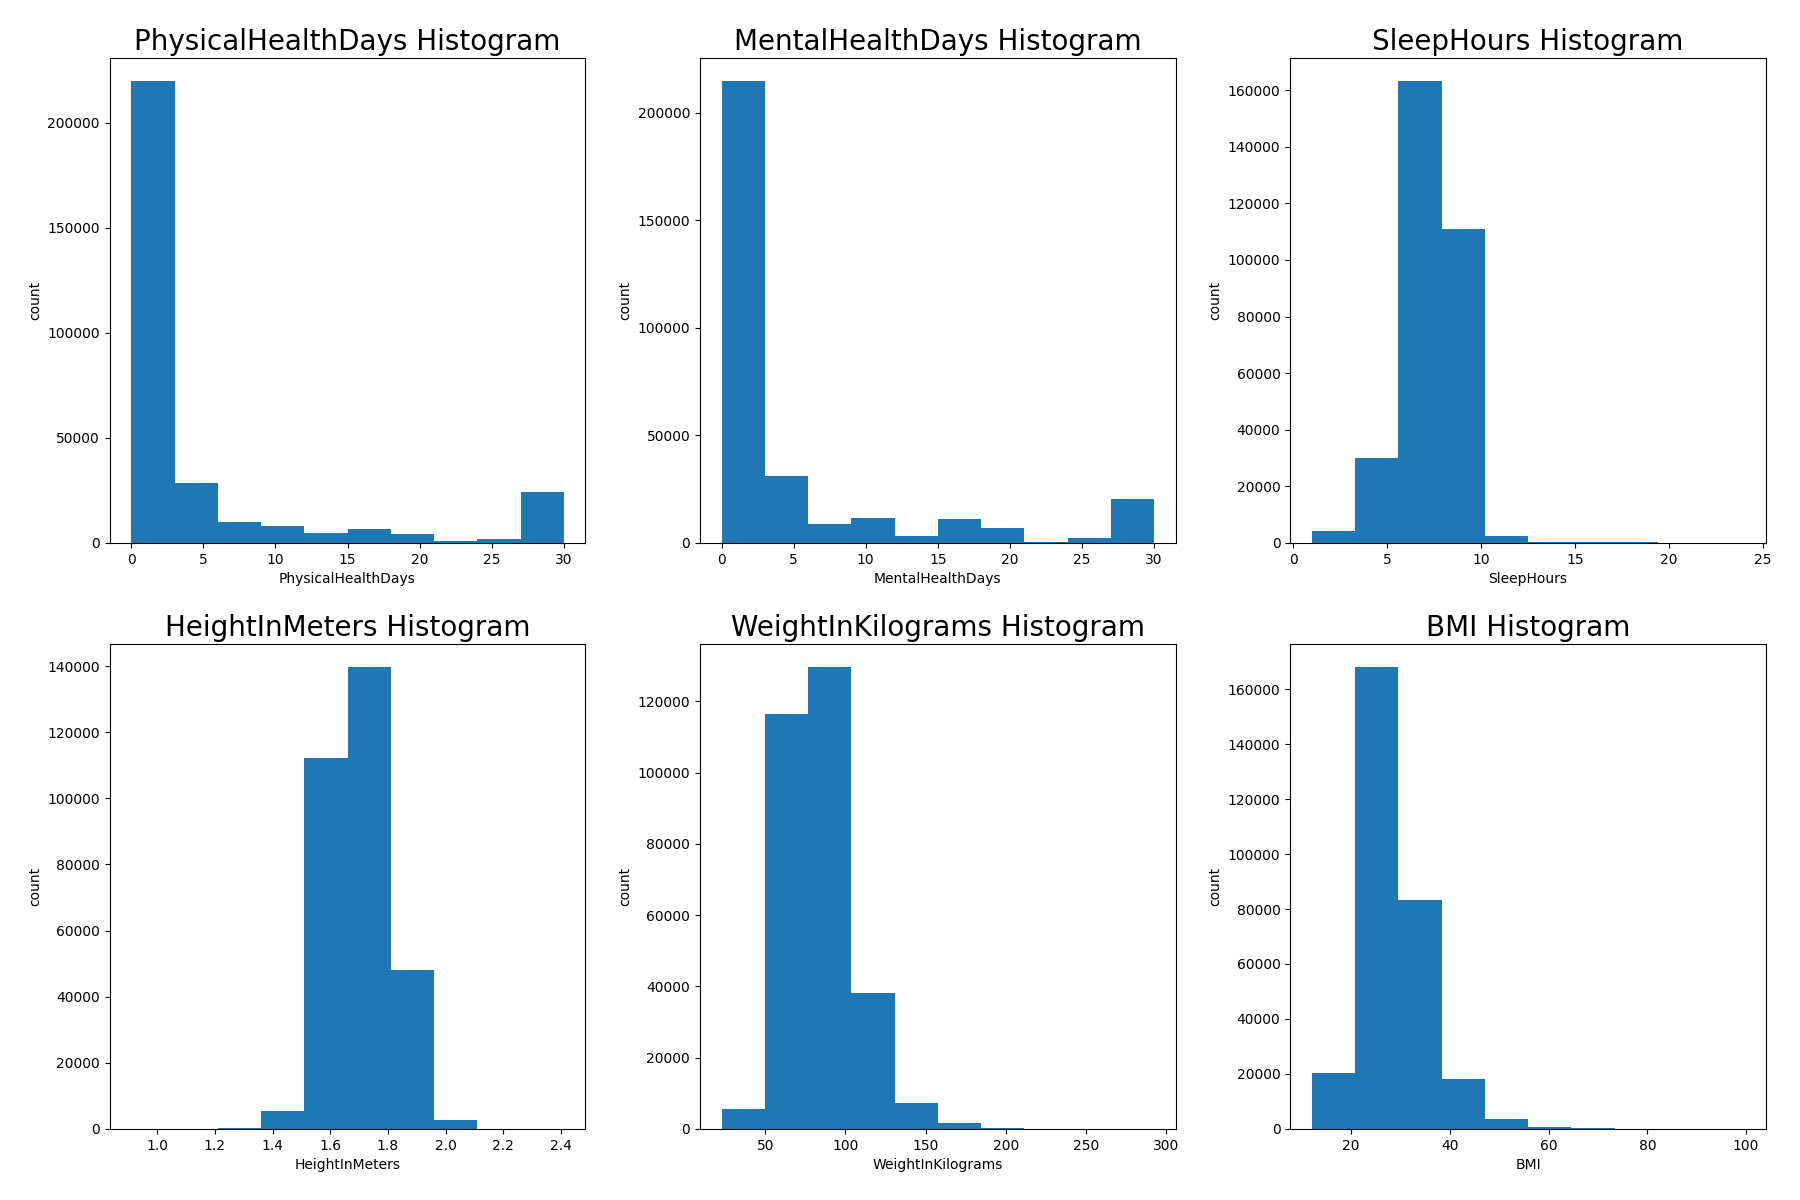 PhysicalHealthDays Histogram
200000
150000
100000
50000
0
count
0 5 10 15 20 25 30
PhysicalHealthDays
MentalHealthDays Histogram
200000
150000
100000
50000
0
count
0 5 10 15 20 25 30
MentalHealthDays
SleepHours Histogram
160000
140000
120000
100000
80000
60000
40000
20000
0
count
0 5 10 15 20 25
SleepHours
HeightInMeters Histogram
140000
120000
100000
80000
60000
40000
20000
0
count
1.0 1.2 1.4 1.6 1.8 2.0 2.2 2.4
HeightInMeters
WeightInKilograms Histogram
120000
100000
80000
60000
40000
20000
0
count
50 100 150 200 250 300
WeightInKilograms
BMI Histogram
160000
140000
120000
100000
80000
60000
40000
20000
0
count
20 40 60 80 100
BMI